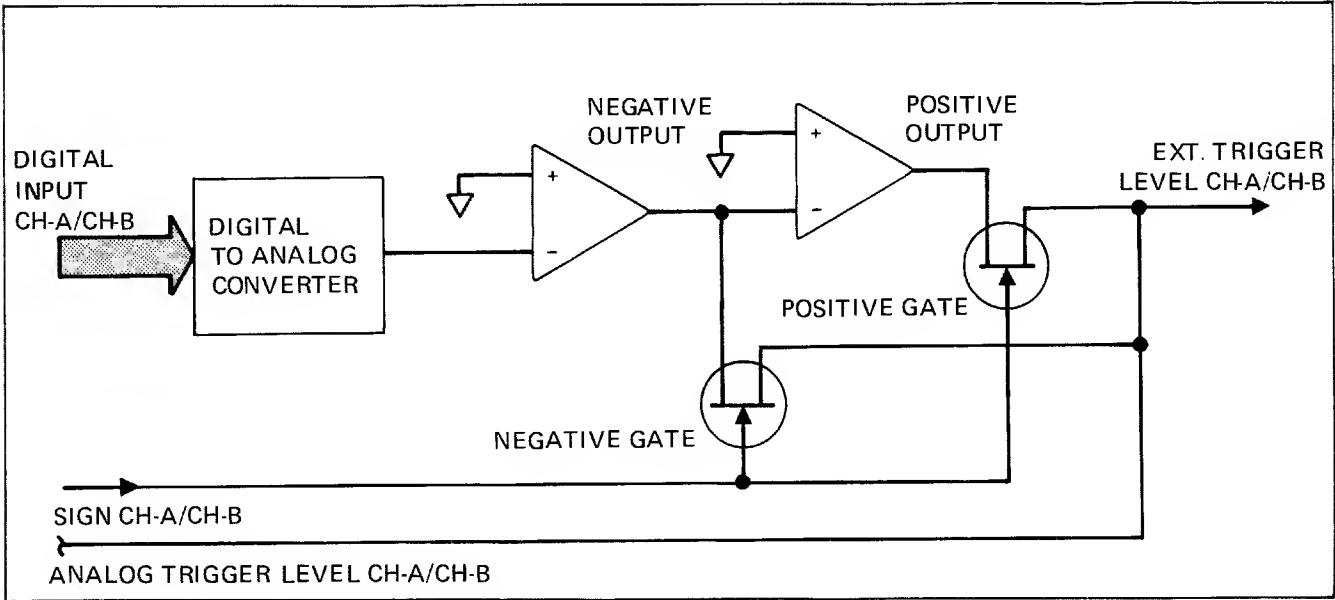 NEGATIVE
OUTPUT
POSITIVE
OUTPUT
DIGITAL
INPUT
CH-A/CH-B
EXT. TRIGGER
LEVEL CH-A/CH-B
DIGITAL
TO ANALOG
CONVERTER
+
−
+
−
POSITIVE GATE
NEGATIVE GATE
SIGN CH-A/CH-B
ANALOG TRIGGER LEVEL CH-A/CH-B